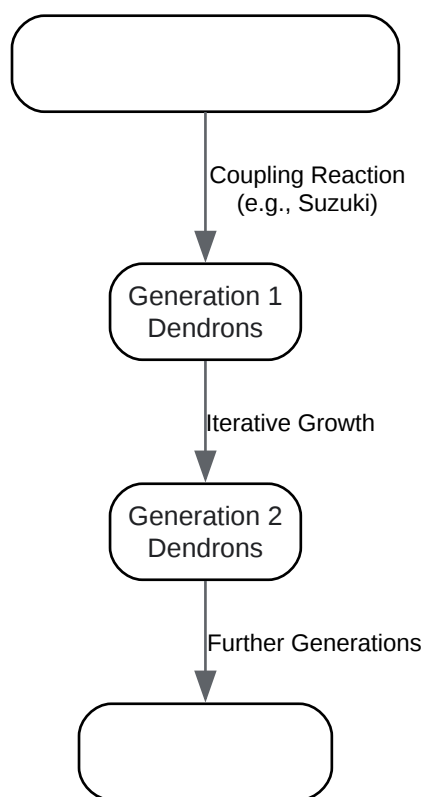 Coupling Reaction
(e.g., Suzuki)
Generation 1
Dendrons
Iterative Growth
Generation 2
Dendrons
Further Generations